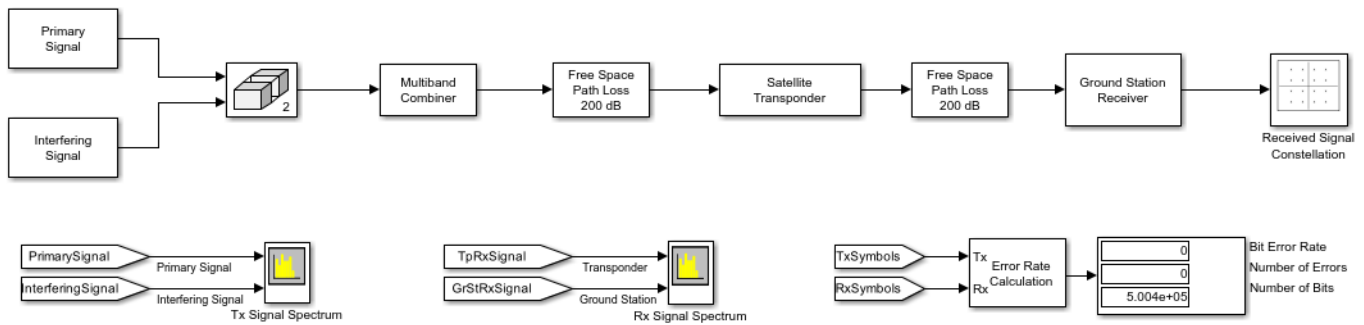 Primary
Signal
Interfering
Signal
2
Multiband
Combiner
Free Space
Path Loss
200 dB
Satellite
Transponder
Free Space
Path Loss
200 dB
Ground Station
Receiver
Received Signal
Constellation
PrimarySignal
Primary Signal
InterferingSignal
Interfering Signal
Tx Signal Spectrum
TpRxSignal
Transponder
GrStRxSignal
Ground Station
Rx Signal Spectrum
TxSymbols
RxSymbols
Tx
Rx
Error Rate
Calculation
0
Bit Error Rate
0
Number of Errors
5.004e+05
Number of Bits